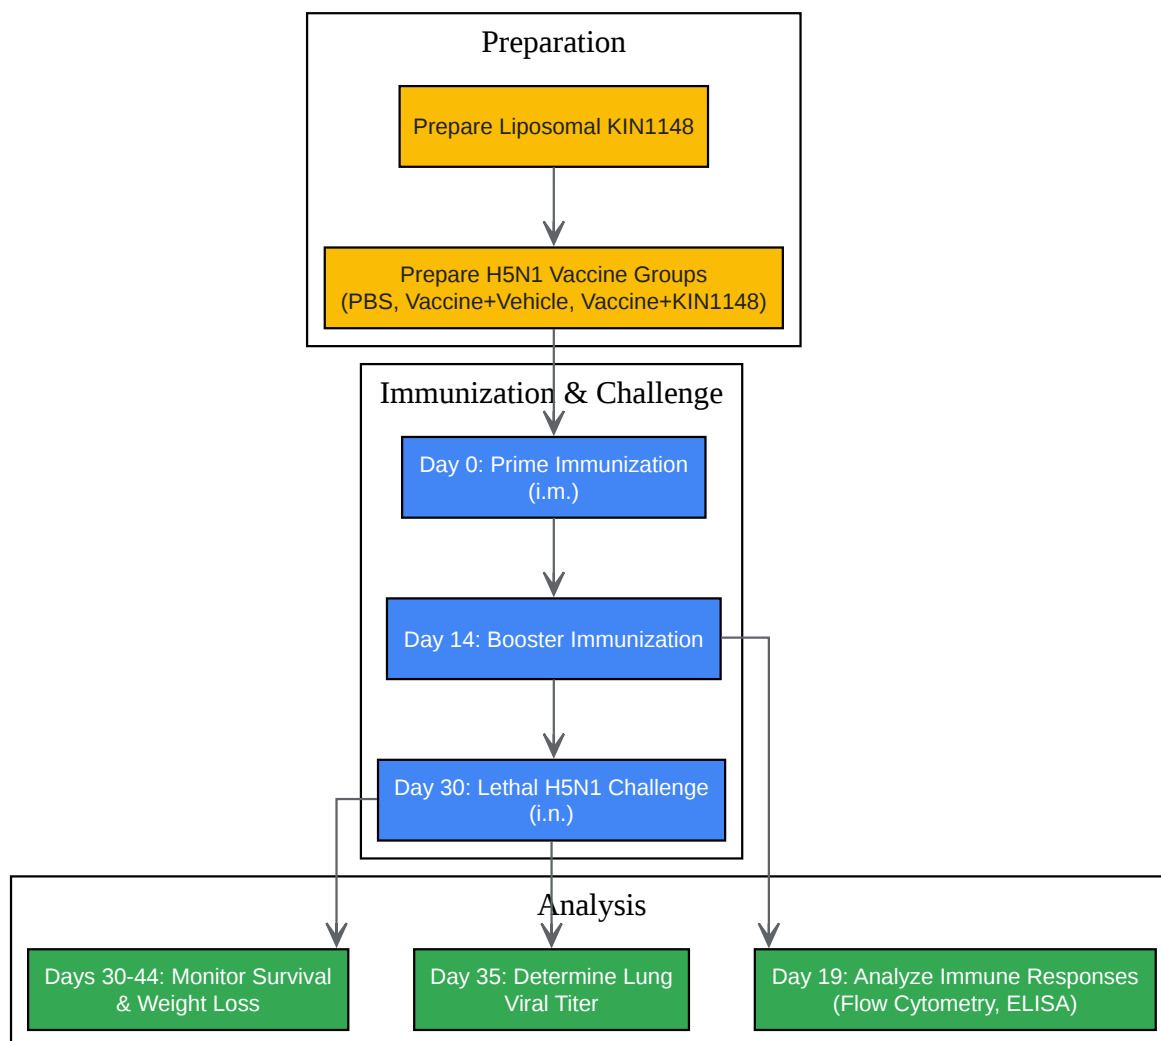 Preparation
Prepare Liposomal KIN1148
Prepare H5N1 Vaccine Groups
(PBS, Vaccine+Vehicle, Vaccine+KIN1148)
Immunization & Challenge
Day 0: Prime Immunization
(i.m.)
Day 14: Booster Immunization
Day 30: Lethal H5N1 Challenge
(i.n.)
Analysis
Days 30-44: Monitor Survival
& Weight Loss
Day 35: Determine Lung
Viral Titer
Day 19: Analyze Immune Responses
(Flow Cytometry, ELISA)